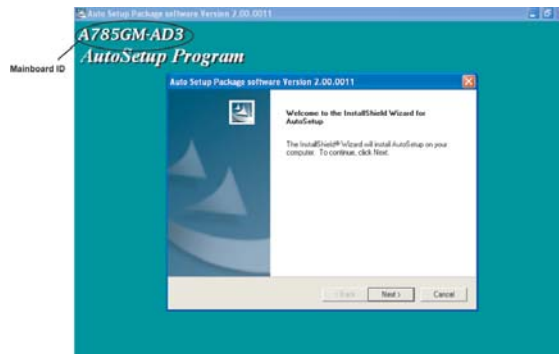 Auto Setup Package software Version 2.00.0011
A785GM-AD3
AutoSetup Program
Mainboard ID
Auto Setup Package software Version 2.00.0011
Welcome to the InstallShield Wizard for
AutoSetup
The InstallShield® Wizard will install AutoSetup on your
computer. To continue, click Next.
< Back
Next >
Cancel